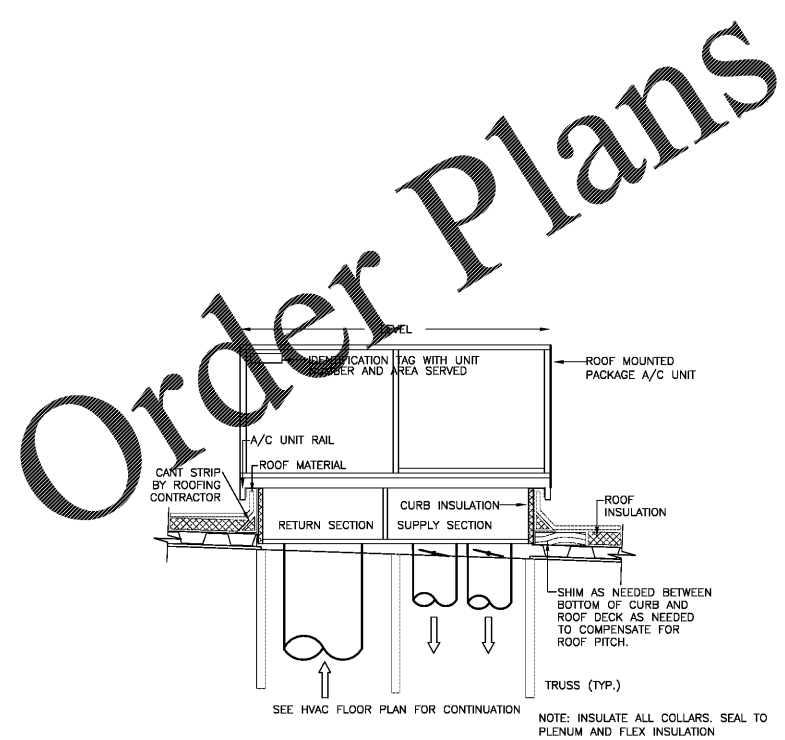 Order Plans
LEVEL
IDENTIFICATION TAG WITH UNIT
NUMBER AND AREA SERVED
ROOF MOUNTED
PACKAGE A/C UNIT
A/C UNIT RAIL
ROOF MATERIAL
CANT STRIP
BY ROOFING
CONTRACTOR
CURB INSULATION
RETURN SECTION
SUPPLY SECTION
ROOF
INSULATION
SHIM AS NEEDED BETWEEN
BOTTOM OF CURB AND
ROOF DECK AS NEEDED
TO COMPENSATE FOR
ROOF PITCH.
TRUSS (TYP.)
SEE HVAC FLOOR PLAN FOR CONTINUATION
NOTE: INSULATE ALL COLLARS. SEAL TO
PLENUM AND FLEX INSULATION